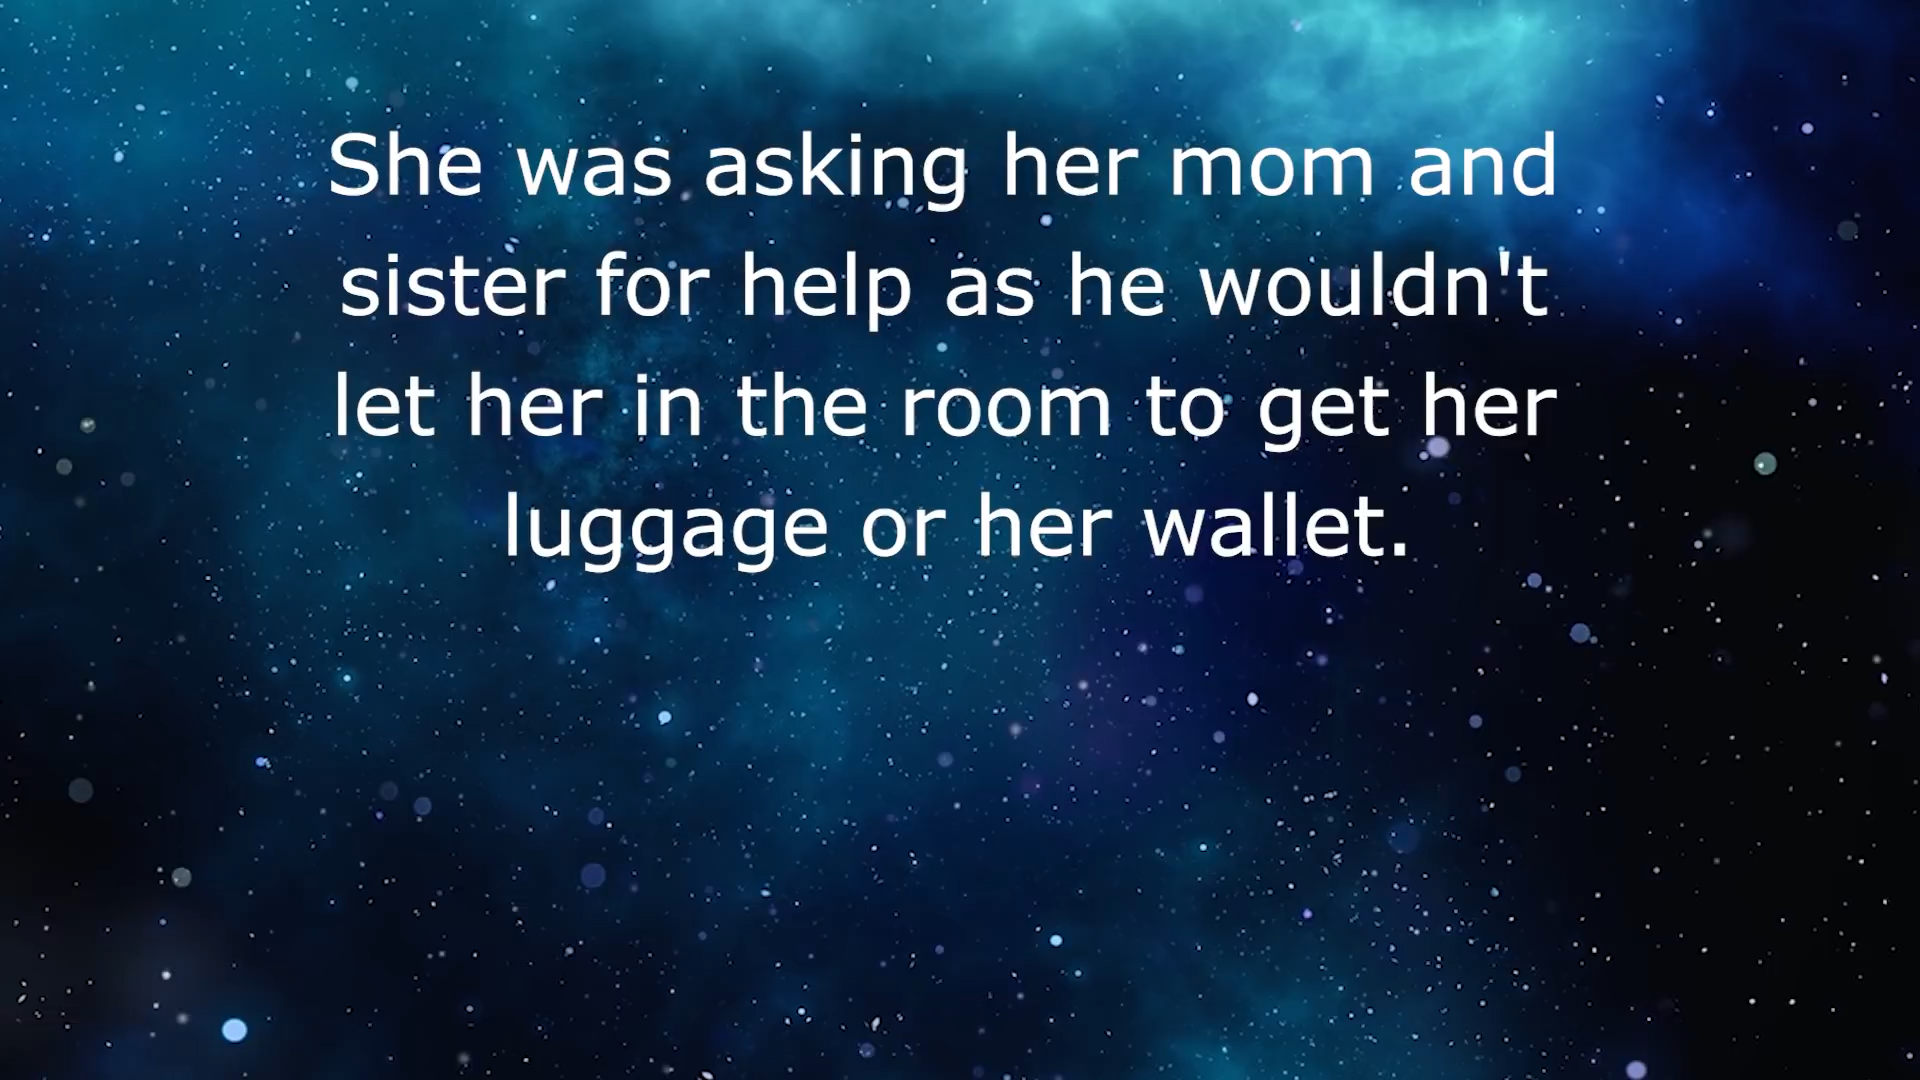 She was asking her mom and
sister for help as he wouldn't
let her in the room to get her
luggage or her wallet.